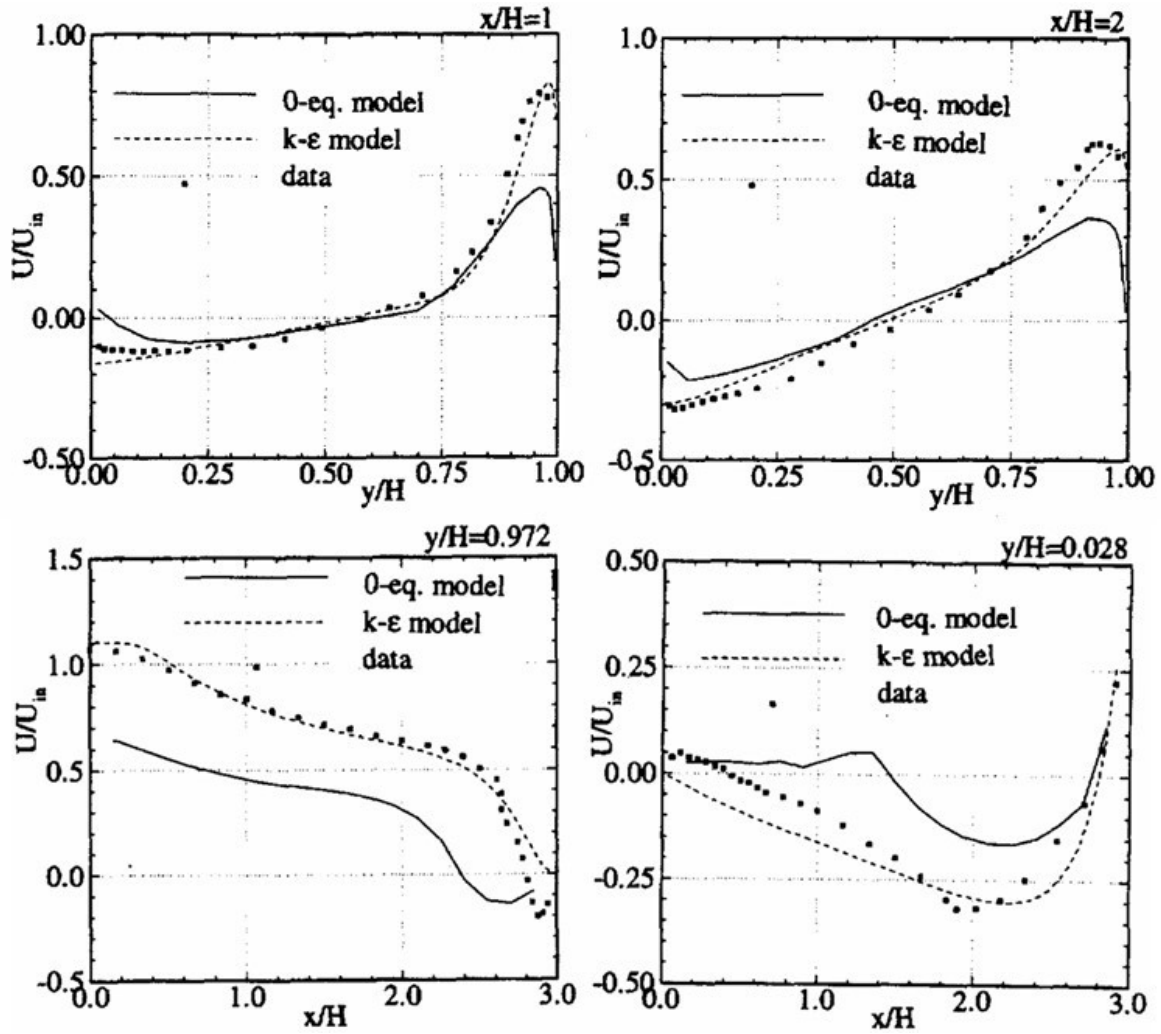 x/H=1
1.00
0.50
0.00
-0.50
U/U_in
0-eq. model
k-ε model
data
0.00 0.25 0.50 0.75 1.00
y/H
x/H=2
1.0
0.5
0.0
-0.5
U/U_in
0-eq. model
k-ε model
data
0.00 0.25 0.50 0.75 1.00
y/H
y/H=0.972
1.5
1.0
0.5
0.0
-0.5
U/U_in
0-eq. model
k-ε model
data
0.0 1.0 2.0 3.0
x/H
y/H=0.028
0.50
0.25
0.00
-0.25
-0.50
U/U_in
0-eq. model
k-ε model
data
0.0 1.0 2.0 3.0
x/H